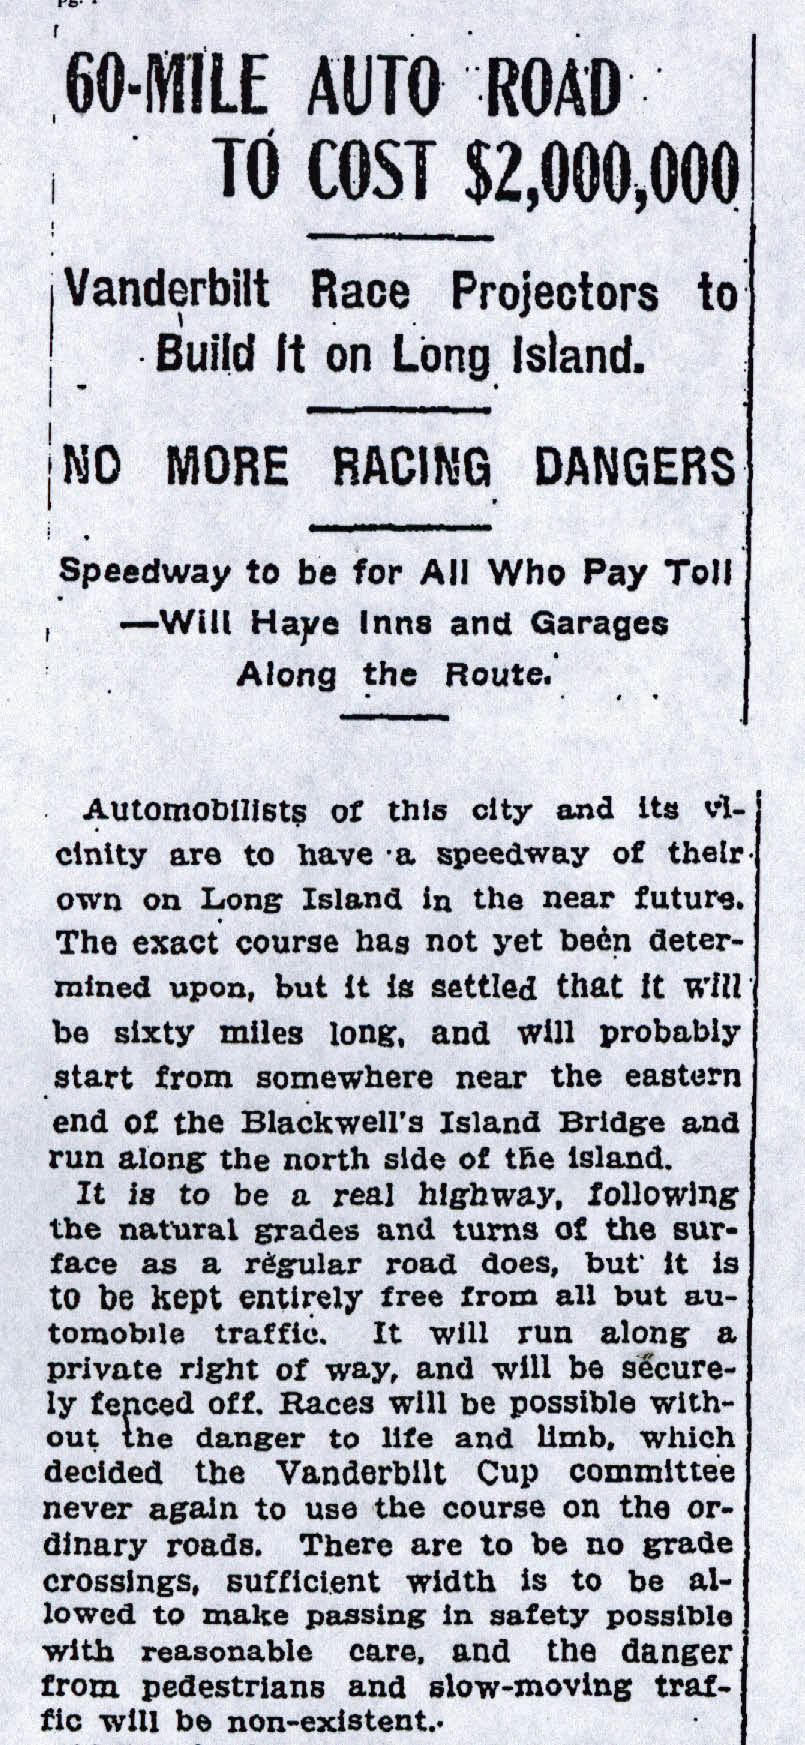 pg. 1
60-MILE AUTO ROAD
TO COST $2,000,000
Vanderbilt Race Projectors to
Build It on Long Island.
NO MORE RACING DANGERS
Speedway to be for All Who Pay Toll
—Will Have Inns and Garages
Along the Route.
Automobilists of this city and its vi-
cinity are to have a speedway of their
own on Long Island in the near future.
The exact course has not yet been deter-
mined upon, but it is settled that it will
be sixty miles long, and will probably
start from somewhere near the eastern
end of the Blackwell's Island Bridge and
run along the north side of the island.
It is to be a real highway, following
the natural grades and turns of the sur-
face as a regular road does, but it is
to be kept entirely free from all but au-
tomobile traffic. It will run along a
private right of way, and will be secure-
ly fenced off. Races will be possible with-
out the danger to life and limb, which
decided the Vanderbilt Cup committee
never again to use the course on the or-
dinary roads. There are to be no grade
crossings, sufficient width is to be al-
lowed to make passing in safety possible
with reasonable care, and the danger
from pedestrians and slow-moving traf-
fic will be non-existent.